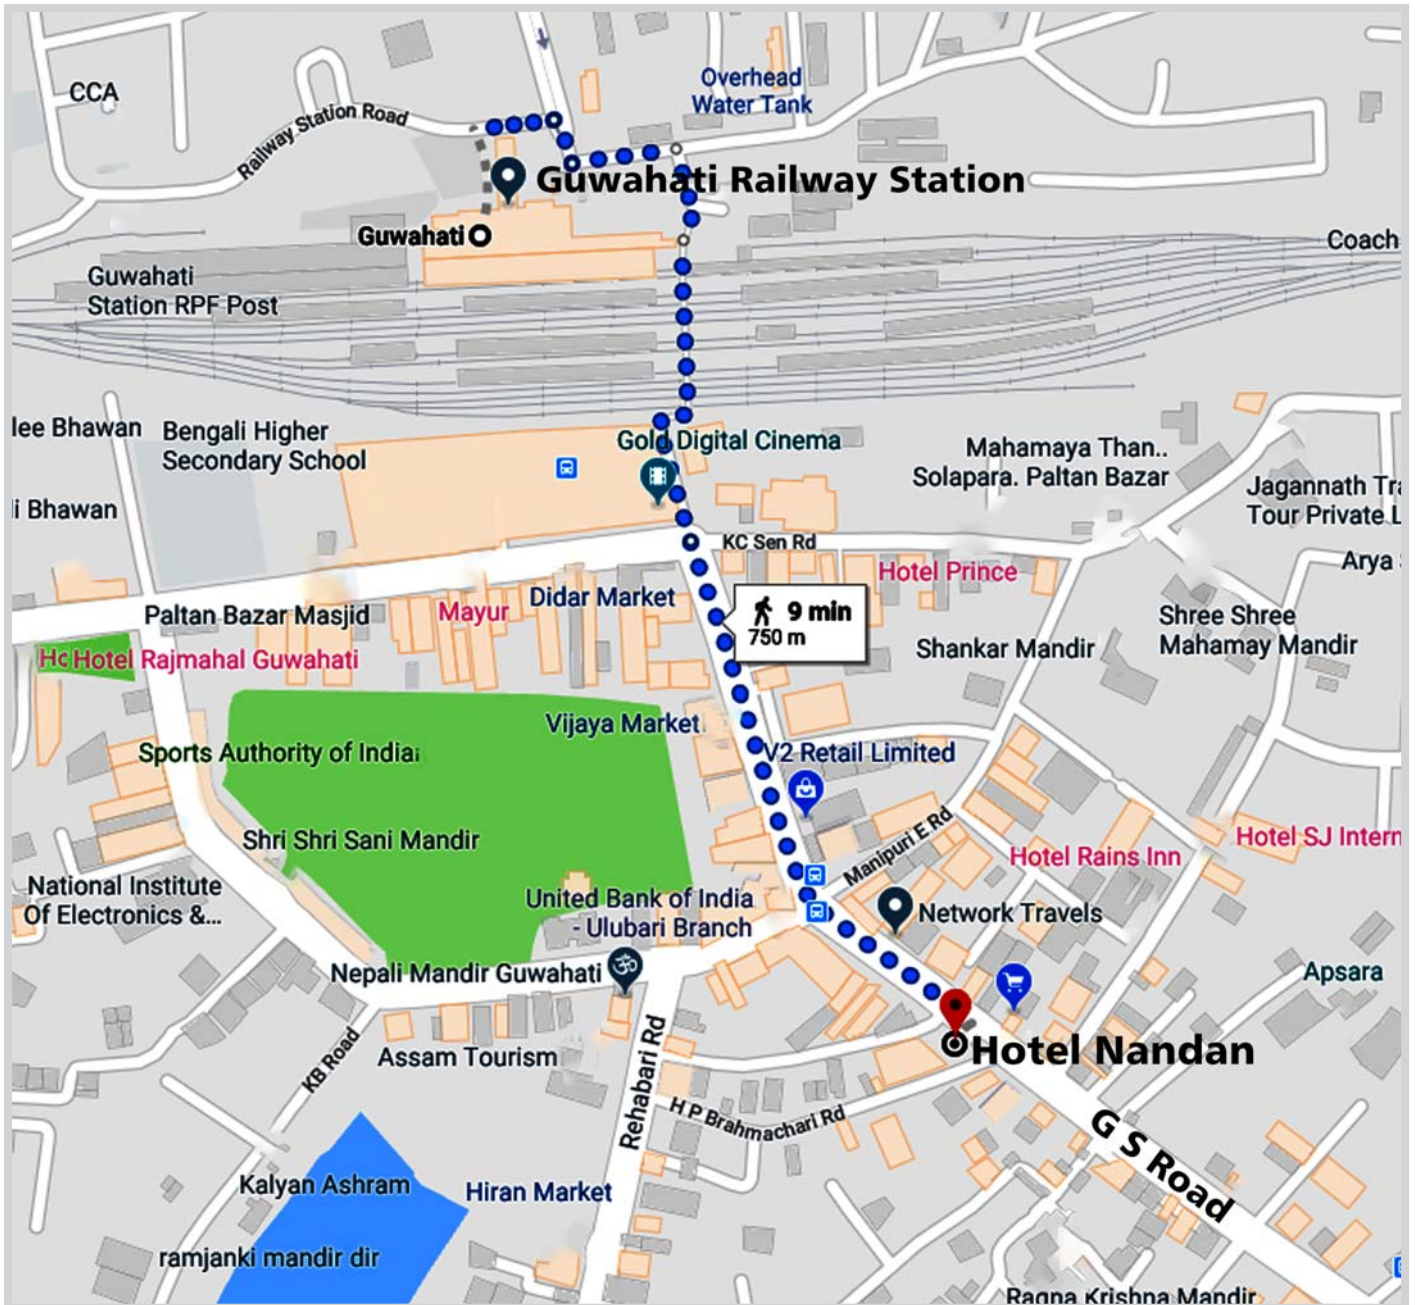 CCA
Overhead
Water Tank
Railway Station Road
Guwahati Railway Station
Guwahati
Coach
Guwahati
Station RPF Post
lee Bhawan
Bengali Higher
Secondary School
Gold Digital Cinema
Mahamaya Than..
Solapara. Paltan Bazar
Jagannath Tra
Tour Private L
i Bhawan
KC Sen Rd
Arya
Hotel Prince
Didar Market
Mayur
Paltan Bazar Masjid
9 min
750 m
Shree Shree
Mahamay Mandir
Shankar Mandir
Ho
Hotel Rajmahal Guwahati
Vijaya Market
V2 Retail Limited
Sports Authority of India
Shri Shri Sani Mandir
Manipuri E Rd
Hotel SJ Intern
Hotel Rains Inn
National Institute
Of Electronics &...
United Bank of India
- Ulubari Branch
Network Travels
Nepali Mandir Guwahati
Apsara
Assam Tourism
KB Road
Rehabari Rd
Hotel Nandan
H P Brahmachari Rd
G S Road
Kalyan Ashram
Hiran Market
ramjanki mandir dir
Ragna Krishna Mandir